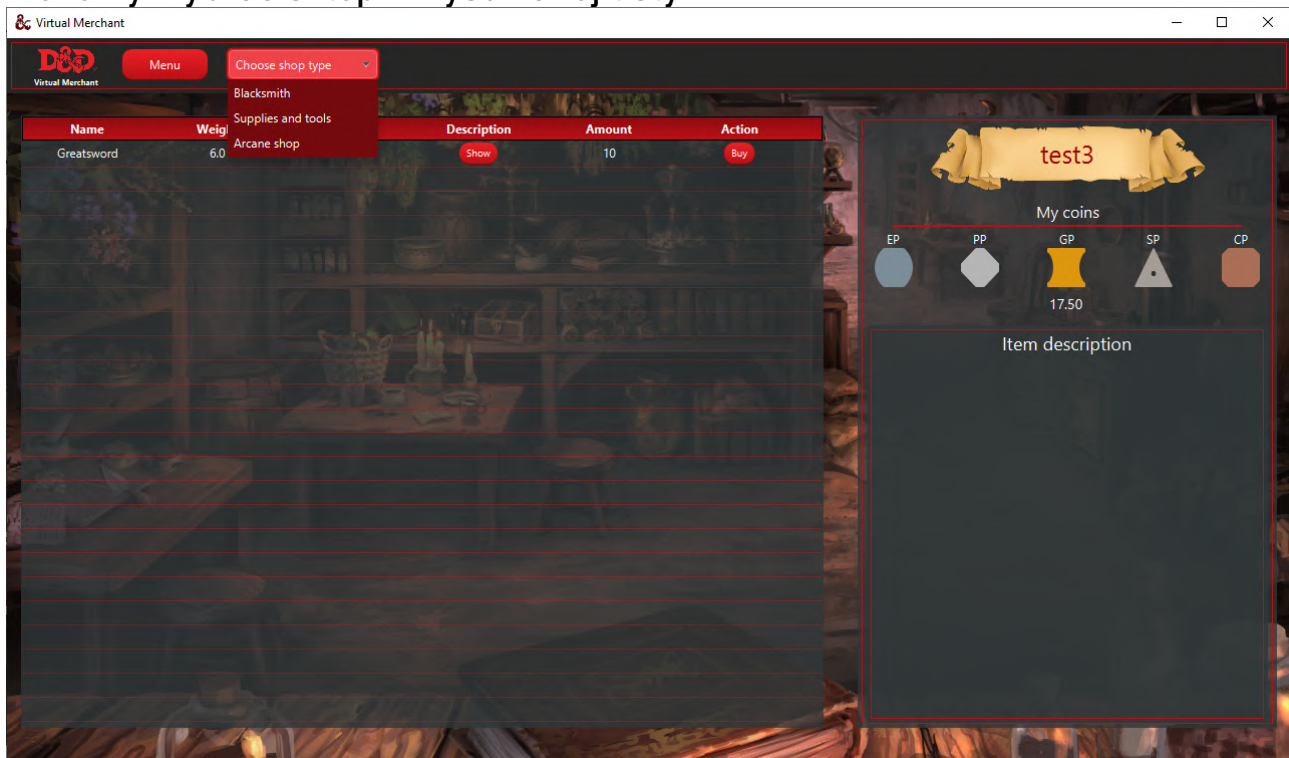 Virtual Merchant
D&D
Virtual Merchant
Menu
Choose shop type
Blacksmith
Supplies and tools
Arcane shop
Name Description Amount Action
Greatsword 6.0 Show 10 Buy
test3
My coins
EP PP GP SP CP
17.50
Item description